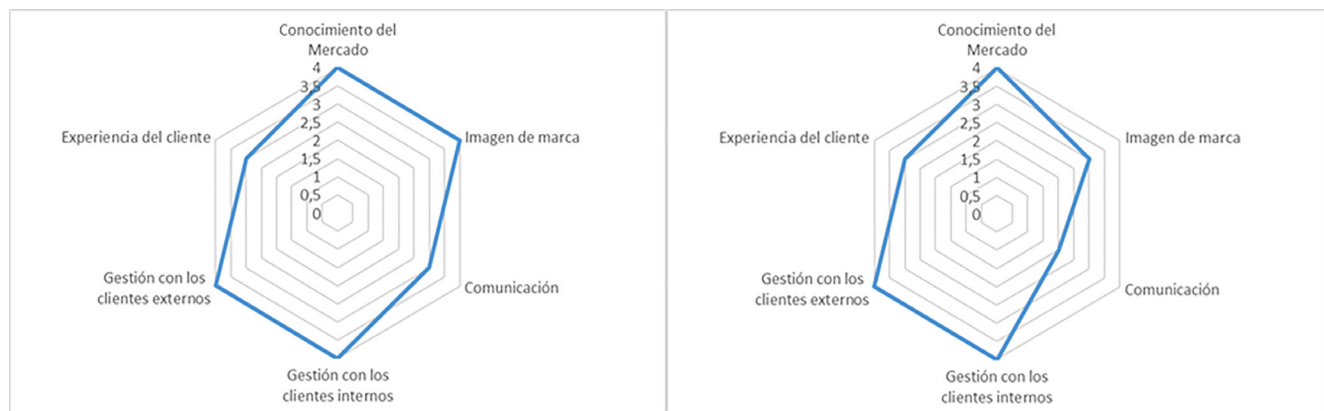 Conocimiento del
Mercado
4
3,5
3
2,5
2
1,5
1
0,5
0
Imagen de marca
Comunicación
Gestión con los
clientes internos
Gestión con los
clientes externos
Experiencia del cliente
Conocimiento del
Mercado
4
3,5
3
2,5
2
1,5
1
0,5
0
Imagen de marca
Comunicación
Gestión con los
clientes internos
Gestión con los
clientes externos
Experiencia del cliente